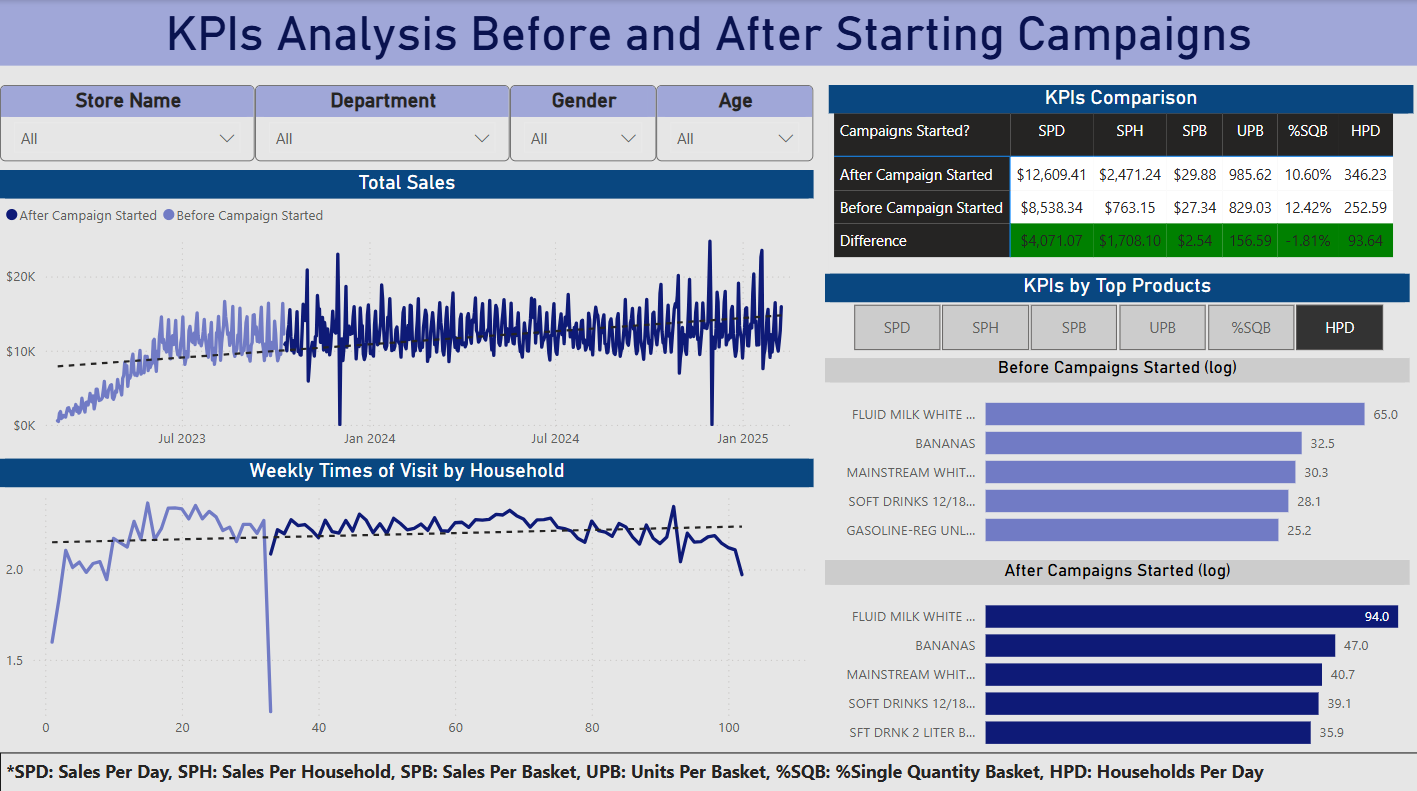 KPIs Analysis Before and After Starting Campaigns
Store Name
All
Department
All
Gender
All
Age
All
Total Sales
After Campaign Started
Before Campaign Started
$20K
$10K
$0K
Jul 2023
Jan 2024
Jul 2024
Jan 2025
Weekly Times of Visit by Household
2.0
1.5
0
20
40
60
80
100
KPIs Comparison
Campaigns Started? SPD SPH SPB UPB %SQB HPD
After Campaign Started $12,609.41 $2,471.24 $29.88 985.62 10.60% 346.23
Before Campaign Started $8,538.34 $763.15 $27.34 829.03 12.42% 252.59
Difference $4,071.07 $1,708.10 $2.54 156.59 -1.81% 93.64
KPIs by Top Products
SPD
SPH
SPB
UPB
%SQB
HPD
Before Campaigns Started (log)
FLUID MILK WHITE ... 65.0
BANANAS 32.5
MAINSTREAM WHIT... 30.3
SOFT DRINKS 12/18... 28.1
GASOLINE-REG UNL... 25.2
After Campaigns Started (log)
FLUID MILK WHITE ... 94.0
BANANAS 47.0
MAINSTREAM WHIT... 40.7
SOFT DRINKS 12/18... 39.1
SFT DRNK 2 LITER B... 35.9
*SPD: Sales Per Day, SPH: Sales Per Household, SPB: Sales Per Basket, UPB: Units Per Basket, %SQB: %Single Quantity Basket, HPD: Households Per Day